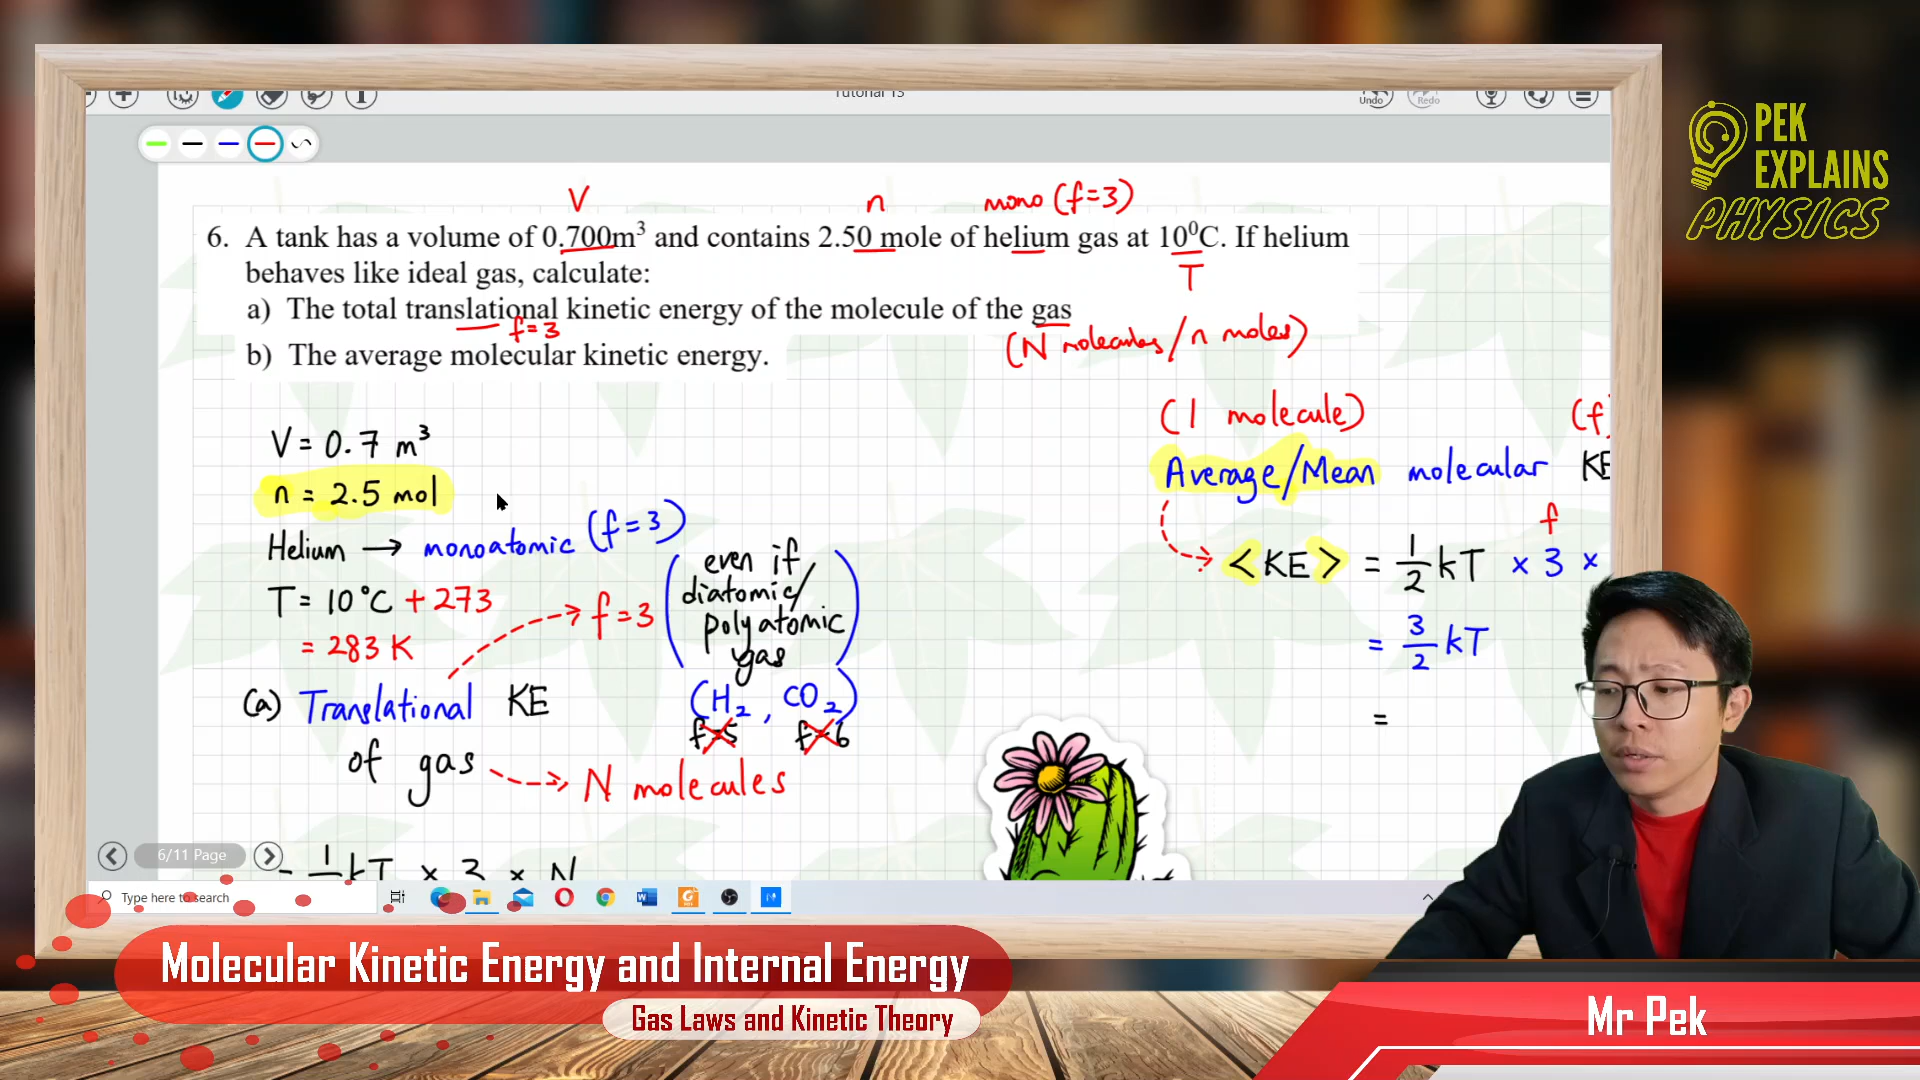 Tutorial 13
Undo
Redo
PEK
EXPLAINS
PHYSICS
V
n
mono (f=3)
6. A tank has a volume of 0.700m³ and contains 2.50 mole of helium gas at 10⁰C. If helium
behaves like ideal gas, calculate:
T
a) The total translational kinetic energy of the molecule of the gas
f=3
(N molecules/n moles)
b) The average molecular kinetic energy.
V = 0.7 m³
n = 2.5 mol
Helium → monoatomic (f=3)
T = 10°C + 273
= 283 K
f=3
(even if
diatomic/
polyatomic
gas)
(a) Translational KE
of gas
N molecules
(H₂, CO₂)
f=5 f=6
= 1/2 kT × 3 × N
(1 molecule)
(f)
Average/Mean molecular KE
f
<KE> = 1/2 kT × 3 ×
= 3/2 kT
=
6/11 Page
Type here to search
Molecular Kinetic Energy and Internal Energy
Gas Laws and Kinetic Theory
Mr Pek